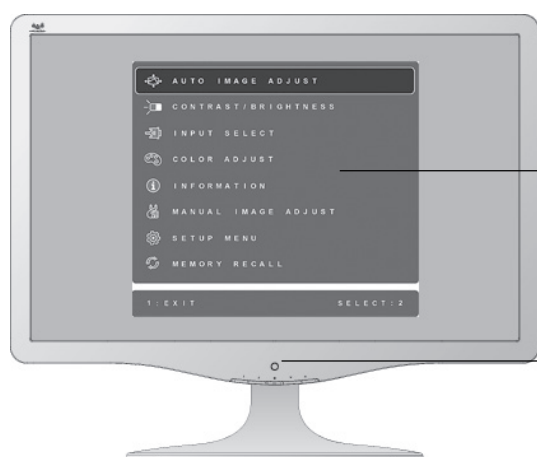 AUTO IMAGE ADJUST
CONTRAST/BRIGHTNESS
INPUT SELECT
COLOR ADJUST
INFORMATION
MANUAL IMAGE ADJUST
SETUP MENU
MEMORY RECALL
1:EXIT SELECT:2